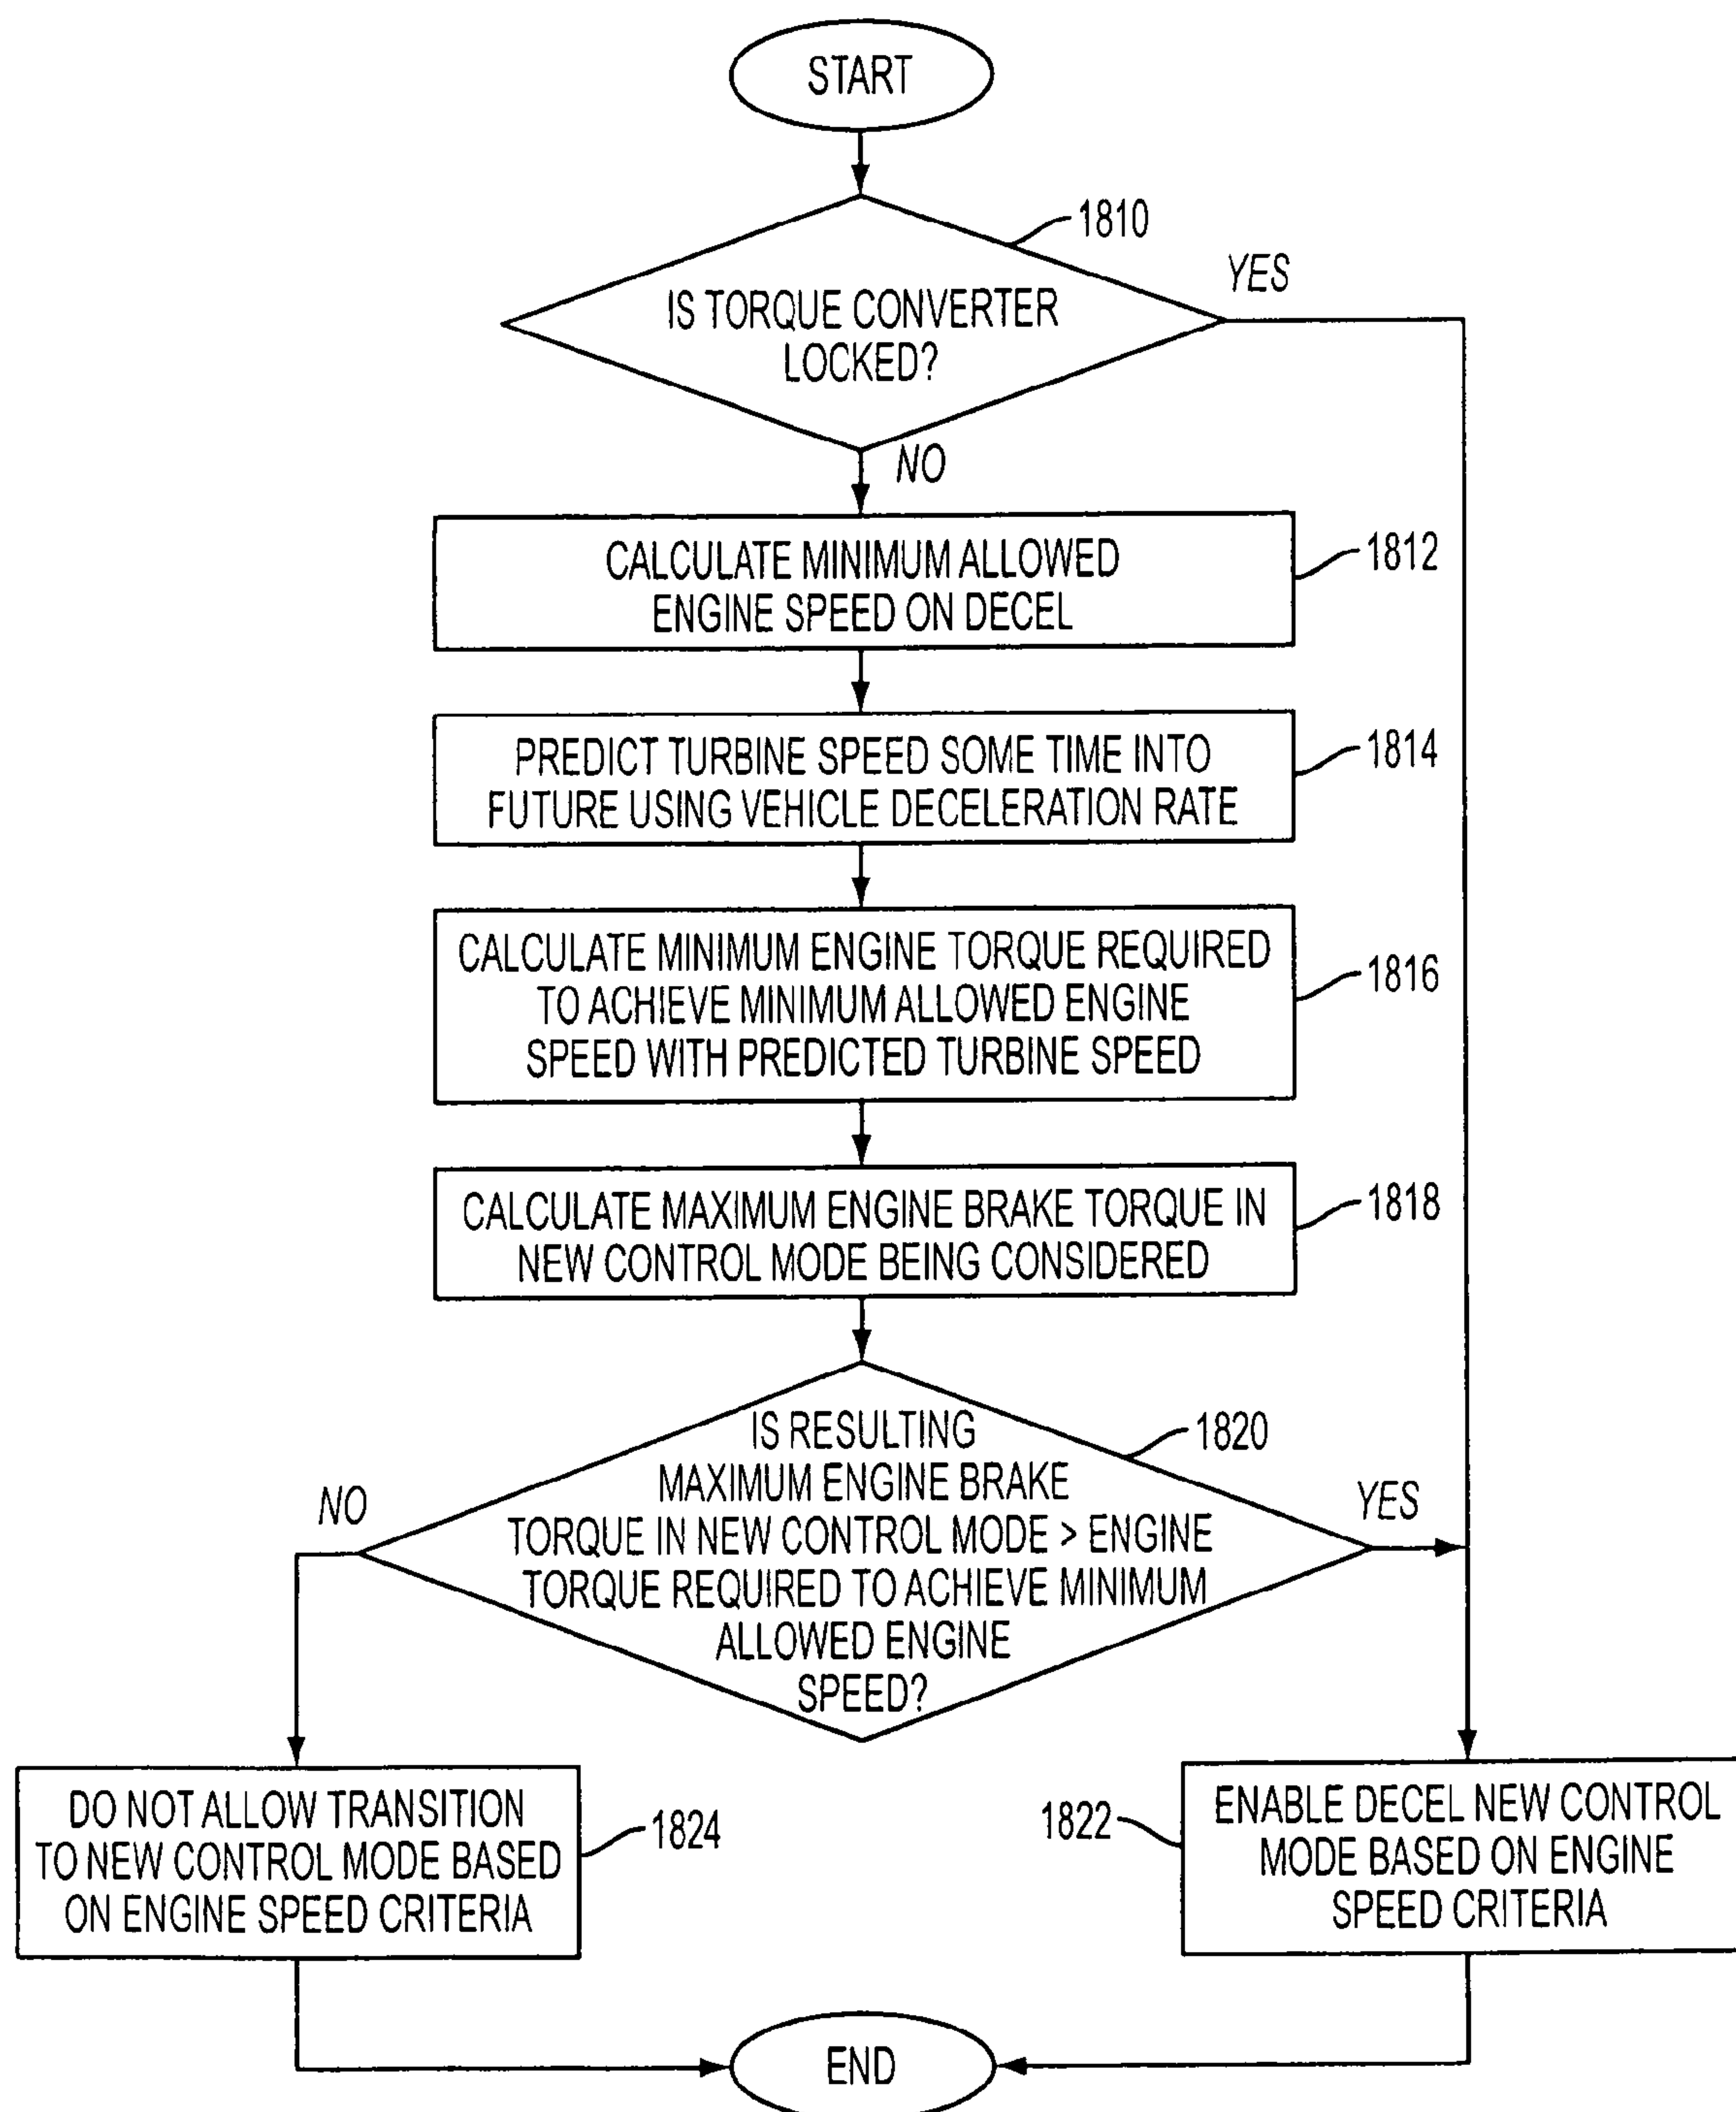 START
1810
IS TORQUE CONVERTER
LOCKED?
YES
NO
CALCULATE MINIMUM ALLOWED
ENGINE SPEED ON DECEL
1812
PREDICT TURBINE SPEED SOME TIME INTO
FUTURE USING VEHICLE DECELERATION RATE
1814
CALCULATE MINIMUM ENGINE TORQUE REQUIRED
TO ACHIEVE MINIMUM ALLOWED ENGINE
SPEED WITH PREDICTED TURBINE SPEED
1816
CALCULATE MAXIMUM ENGINE BRAKE TORQUE IN
NEW CONTROL MODE BEING CONSIDERED
1818
IS RESULTING
MAXIMUM ENGINE BRAKE
TORQUE IN NEW CONTROL MODE > ENGINE
TORQUE REQUIRED TO ACHIEVE MINIMUM
ALLOWED ENGINE
SPEED?
1820
NO
YES
DO NOT ALLOW TRANSITION
TO NEW CONTROL MODE BASED
ON ENGINE SPEED CRITERIA
1824
1822
ENABLE DECEL NEW CONTROL
MODE BASED ON ENGINE
SPEED CRITERIA
END